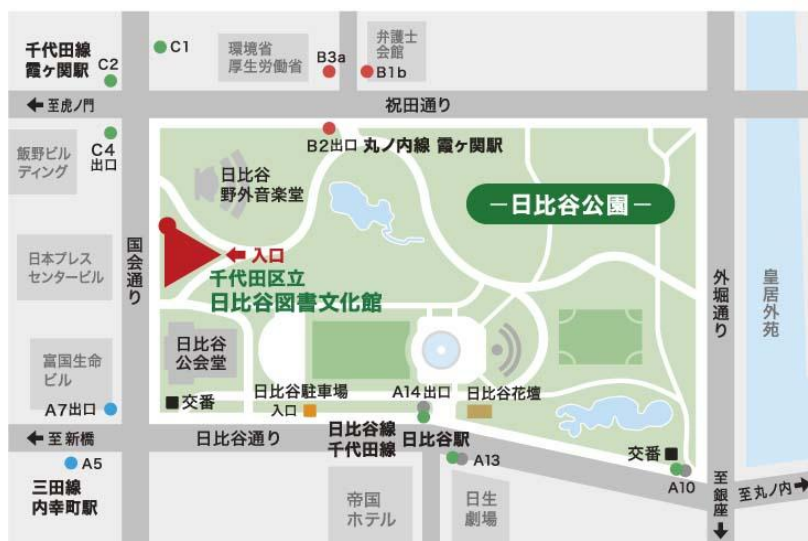 千代田線
霞ヶ関駅
C2
C1
環境省
厚生労働省
B3a
弁護士
会館
B1b
←至虎ノ門
祝田通り
飯野ビル
ディング
C4
出口
B2出口 丸ノ内線 霞ヶ関駅
日比谷
野外音楽堂
－日比谷公園－
国会通り
日本プレス
センタービル
←入口
千代田区立
日比谷図書文化館
外堀通り
皇居外苑
富国生命
ビル
A7出口
日比谷
公会堂
■交番
日比谷駐車場
入口
A14出口
日比谷花壇
←至新橋
日比谷通り
日比谷線
千代田線
日比谷駅
交番■
A5
A13
A10
三田線
内幸町駅
帝国
ホテル
日生
劇場
至銀座↓
至丸ノ内→